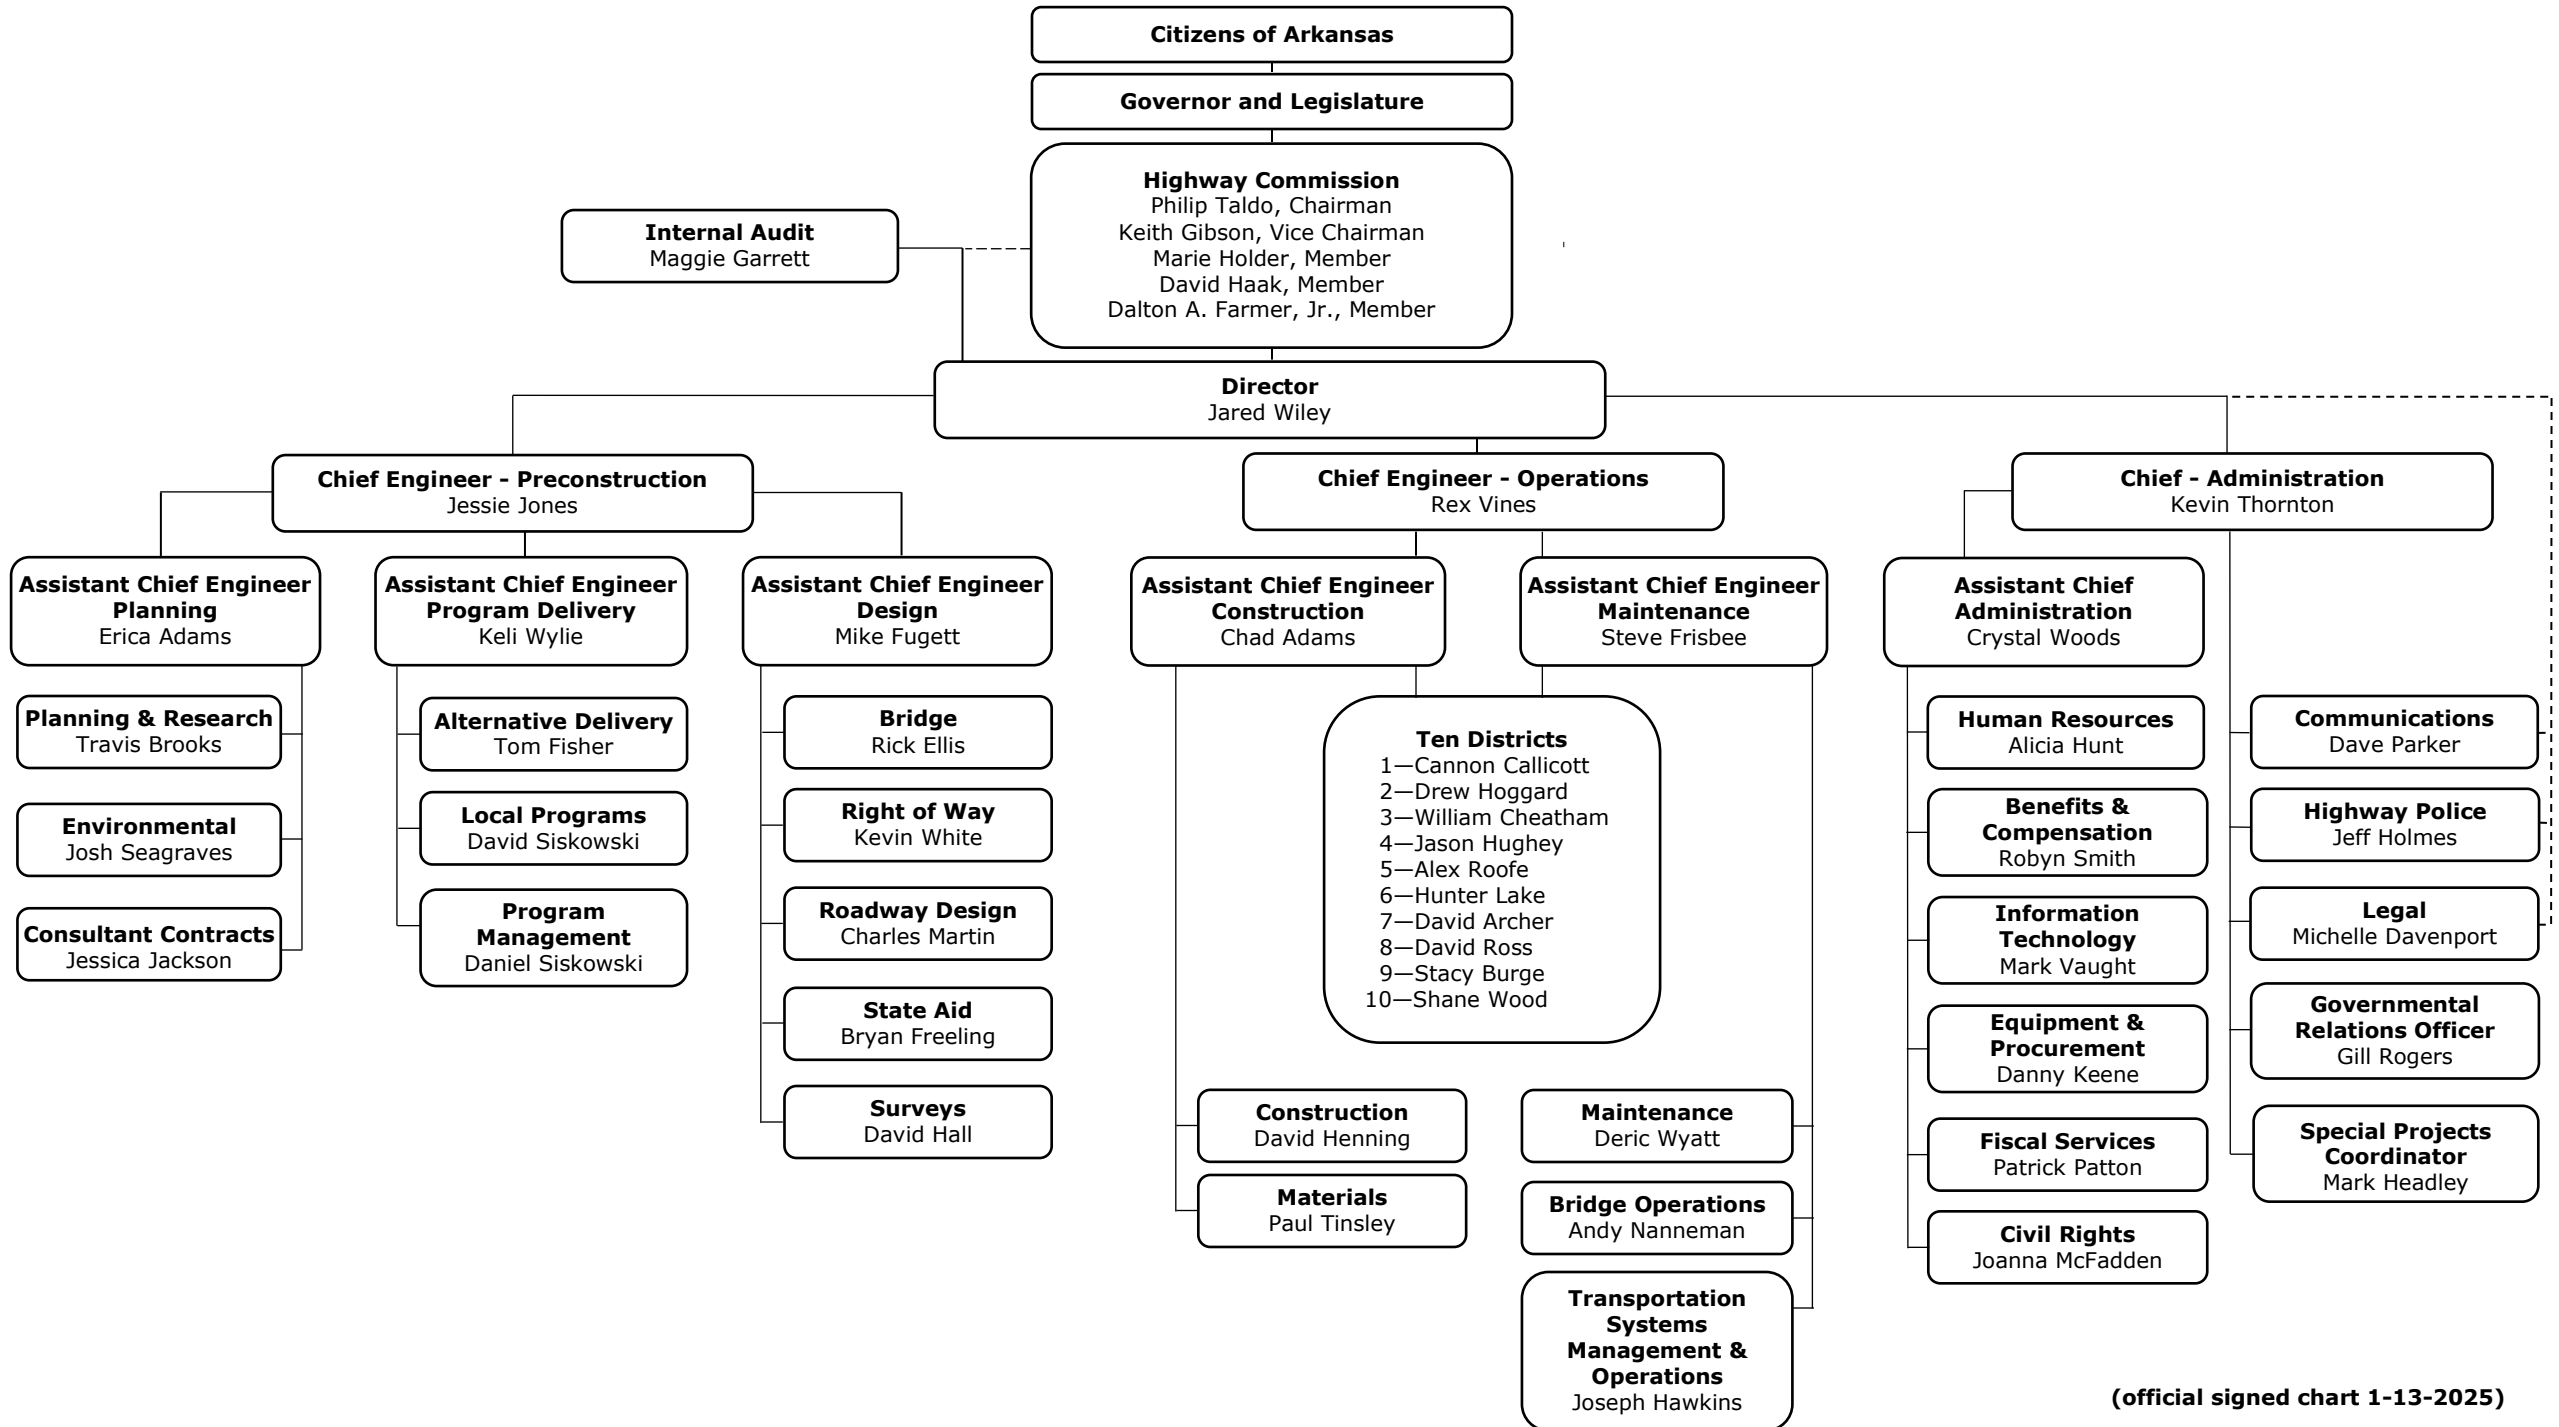 Citizens of Arkansas
Governor and Legislature
Highway Commission
Philip Taldo, Chairman
Keith Gibson, Vice Chairman
Marie Holder, Member
David Haak, Member
Dalton A. Farmer, Jr., Member
Internal Audit
Maggie Garrett
Director
Jared Wiley
Chief Engineer - Preconstruction
Jessie Jones
Chief Engineer - Operations
Rex Vines
Chief - Administration
Kevin Thornton
Assistant Chief Engineer
Planning
Erica Adams
Assistant Chief Engineer
Program Delivery
Keli Wylie
Assistant Chief Engineer
Design
Mike Fugett
Assistant Chief Engineer
Construction
Chad Adams
Assistant Chief Engineer
Maintenance
Steve Frisbee
Assistant Chief
Administration
Crystal Woods
Planning & Research
Travis Brooks
Environmental
Josh Seagraves
Consultant Contracts
Jessica Jackson
Alternative Delivery
Tom Fisher
Local Programs
David Siskowski
Program
Management
Daniel Siskowski
Bridge
Rick Ellis
Right of Way
Kevin White
Roadway Design
Charles Martin
State Aid
Bryan Freeling
Surveys
David Hall
Ten Districts
1—Cannon Callicott
2—Drew Hoggard
3—William Cheatham
4—Jason Hughey
5—Alex Roofe
6—Hunter Lake
7—David Archer
8—David Ross
9—Stacy Burge
10—Shane Wood
Construction
David Henning
Materials
Paul Tinsley
Maintenance
Deric Wyatt
Bridge Operations
Andy Nanneman
Transportation
Systems
Management &
Operations
Joseph Hawkins
Human Resources
Alicia Hunt
Benefits &
Compensation
Robyn Smith
Information
Technology
Mark Vaught
Equipment &
Procurement
Danny Keene
Fiscal Services
Patrick Patton
Civil Rights
Joanna McFadden
Communications
Dave Parker
Highway Police
Jeff Holmes
Legal
Michelle Davenport
Governmental
Relations Officer
Gill Rogers
Special Projects
Coordinator
Mark Headley
(official signed chart 1-13-2025)